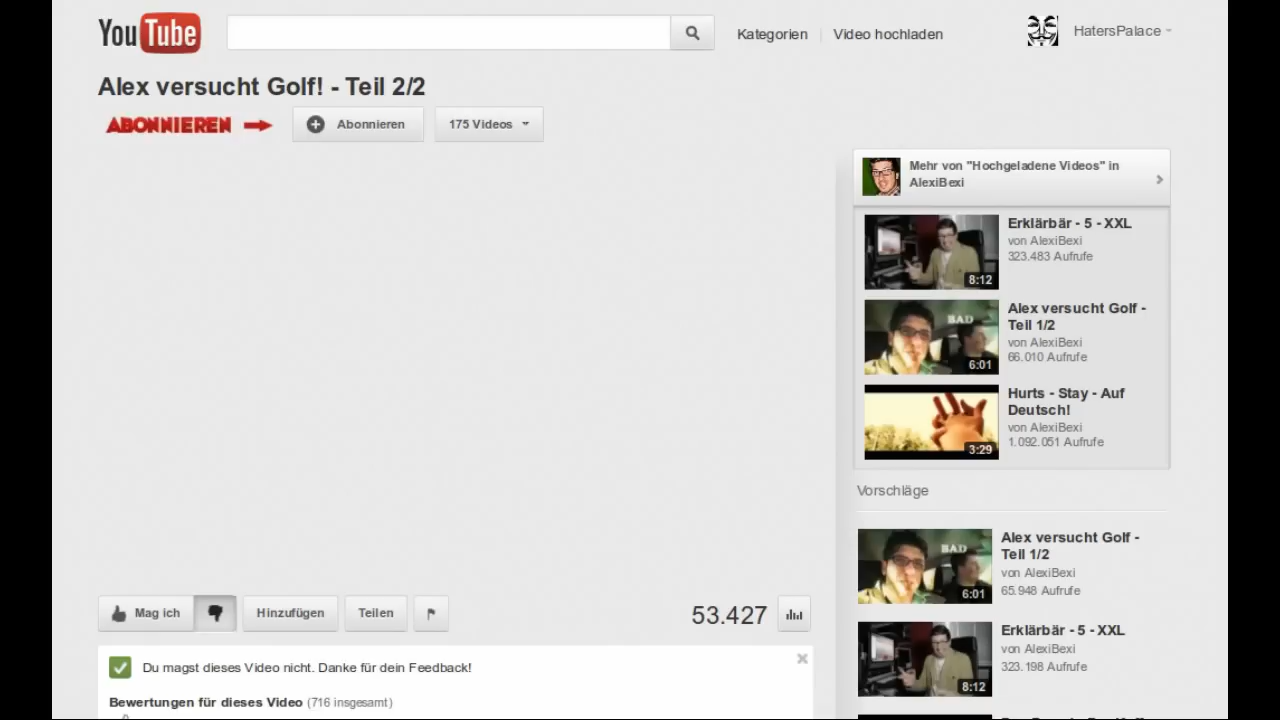 YouTube
Kategorien
Video hochladen
HatersPalace
Alex versucht Golf! - Teil 2/2
ABONNIEREN
Abonnieren
175 Videos
Mehr von "Hochgeladene Videos" in
AlexiBexi
Erklärbär - 5 - XXL
von AlexiBexi
323.483 Aufrufe
8:12
Alex versucht Golf -
Teil 1/2
von AlexiBexi
66.010 Aufrufe
BAD
6:01
Hurts - Stay - Auf
Deutsch!
von AlexiBexi
1.092.051 Aufrufe
3:29
Vorschläge
Alex versucht Golf -
Teil 1/2
von AlexiBexi
65.948 Aufrufe
BAD
6:01
Erklärbär - 5 - XXL
von AlexiBexi
323.198 Aufrufe
8:12
Mag ich
Hinzufügen
Teilen
53.427
Du magst dieses Video nicht. Danke für dein Feedback!
Bewertungen für dieses Video (716 insgesamt)